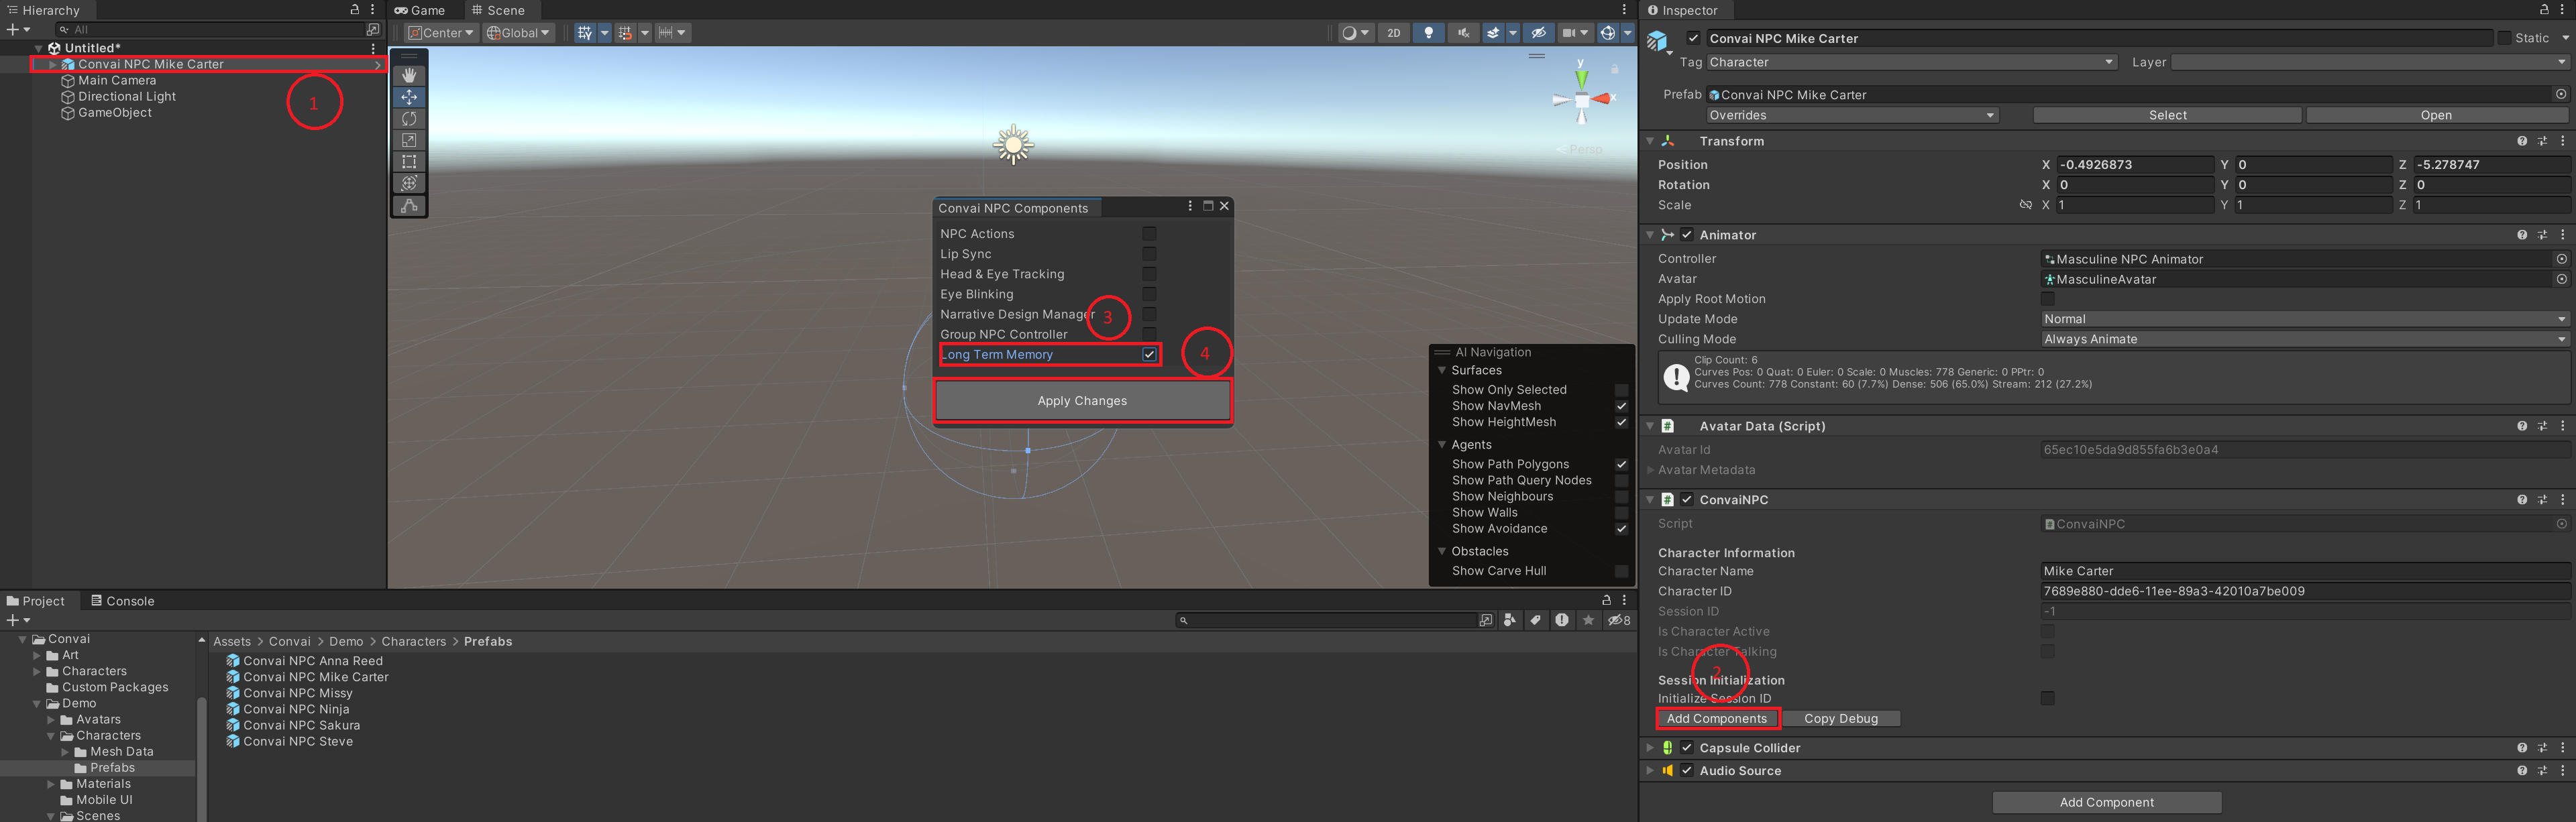 Hierarchy
All
Untitled*
Convai NPC Mike Carter
Main Camera
Directional Light
GameObject
1
Game
Scene
Center
Global
2D
y
x
Persp
Convai NPC Components
NPC Actions
Lip Sync
Head & Eye Tracking
Eye Blinking
Narrative Design Manager
Group NPC Controller
Long Term Memory
3
4
Apply Changes
AI Navigation
Surfaces
Show Only Selected
Show NavMesh
Show HeightMesh
Agents
Show Path Polygons
Show Path Query Nodes
Show Neighbours
Show Walls
Show Avoidance
Obstacles
Show Carve Hull
Project
Console
8
Convai
Art
Characters
Custom Packages
Demo
Avatars
Characters
Mesh Data
Prefabs
Materials
Mobile UI
Scenes
Assets > Convai > Demo > Characters > Prefabs
Convai NPC Anna Reed
Convai NPC Mike Carter
Convai NPC Missy
Convai NPC Ninja
Convai NPC Sakura
Convai NPC Steve
Inspector
Convai NPC Mike Carter
Static
Tag Character
Layer
Prefab Convai NPC Mike Carter
Overrides
Select
Open
Transform
Position X -0.4926873 Y 0 Z -5.278747
Rotation X 0 Y 0 Z 0
Scale X 1 Y 1 Z 1
Animator
Controller Masculine NPC Animator
Avatar MasculineAvatar
Apply Root Motion
Update Mode Normal
Culling Mode Always Animate
Clip Count: 6
Curves Pos: 0 Quat: 0 Euler: 0 Scale: 0 Muscles: 778 Generic: 0 PPtr: 0
Curves Count: 778 Constant: 60 (7.7%) Dense: 506 (65.0%) Stream: 212 (27.2%)
Avatar Data (Script)
Avatar Id 65ec10e5da9d855fa6b3e0a4
Avatar Metadata
ConvaiNPC
Script ConvaiNPC
Character Information
Character Name Mike Carter
Character ID 7689e880-dde6-11ee-89a3-42010a7be009
Session ID -1
Is Character Active
Is Character Talking
2
Session Initialization
Initialize Session ID
Add Components
Copy Debug
Capsule Collider
Audio Source
Add Component